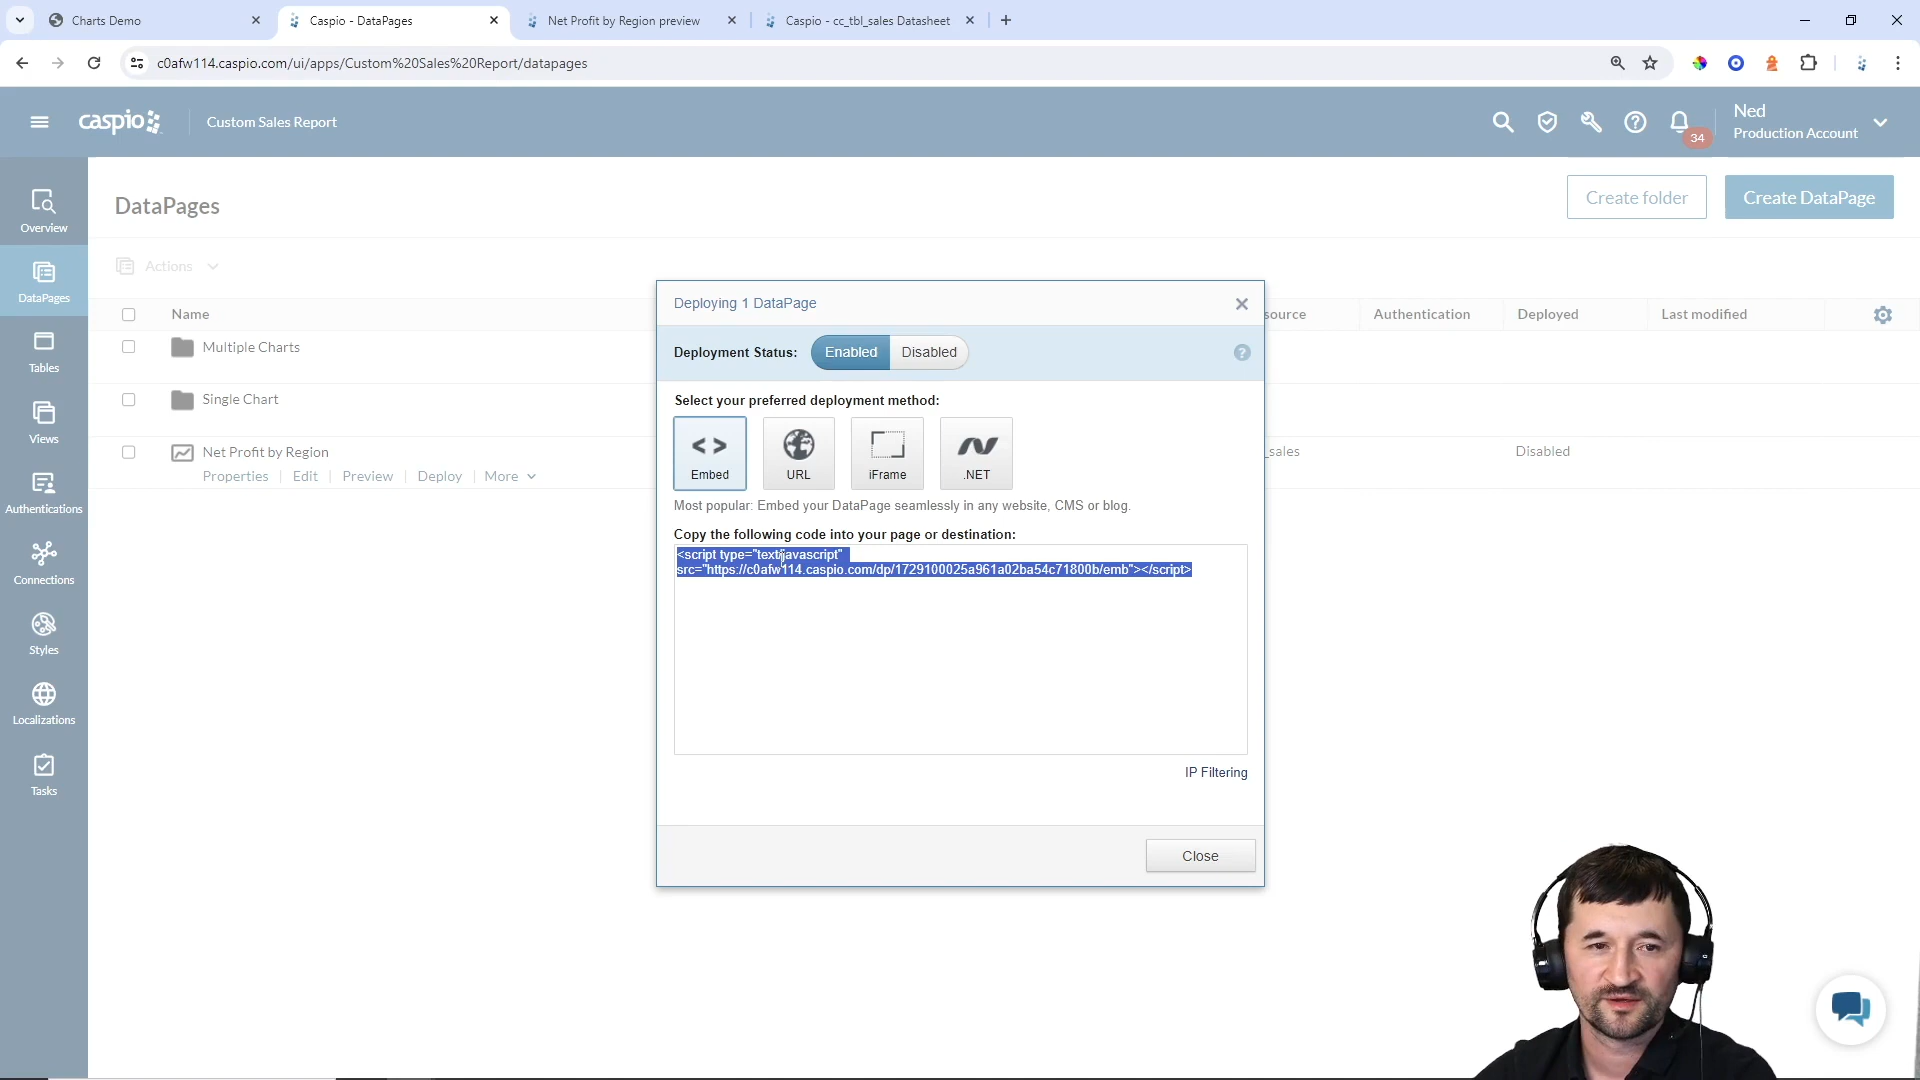 Charts Demo
Caspio - DataPages
Net Profit by Region preview
Caspio - cc_tbl_sales Datasheet
c0afw114.caspio.com/ui/apps/Custom%20Sales%20Report/datapages
caspio
Custom Sales Report
34
Ned
Production Account
Overview
DataPages
Tables
Views
Authentications
Connections
Styles
Localizations
Tasks
DataPages
Create folder
Create DataPage
Actions
Name
source
Authentication
Deployed
Last modified
Multiple Charts
Single Chart
Net Profit by Region
_sales
Disabled
Properties
Edit
Preview
Deploy
More
Deploying 1 DataPage
Deployment Status:
Enabled
Disabled
?
Select your preferred deployment method:
Embed
URL
iFrame
.NET
Most popular: Embed your DataPage seamlessly in any website, CMS or blog.
Copy the following code into your page or destination:
<script type="text/javascript"
src="https://c0afw114.caspio.com/dp/1729100025a961a02ba54c71800b/emb"></script>
IP Filtering
Close